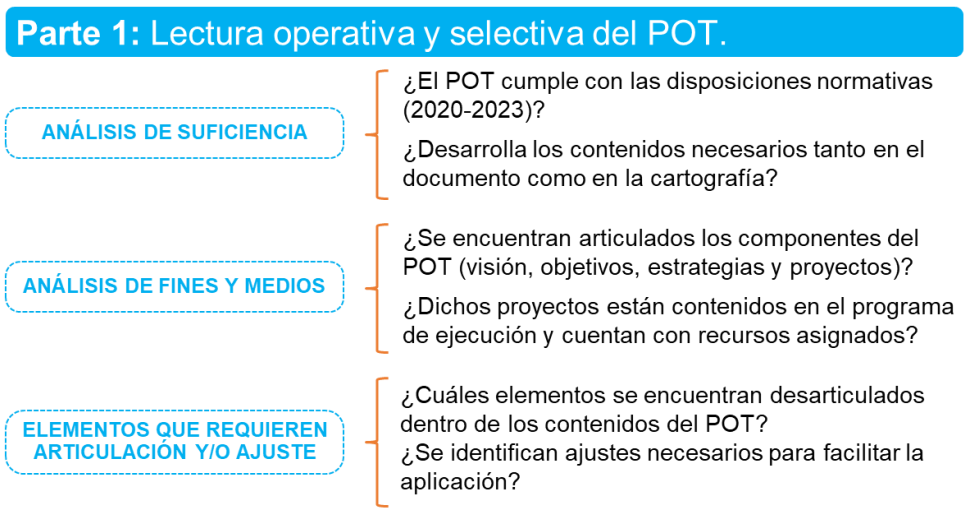 Parte 1: Lectura operativa y selectiva del POT.
ANÁLISIS DE SUFICIENCIA
¿El POT cumple con las disposiciones normativas
(2020-2023)?
¿Desarrolla los contenidos necesarios tanto en el
documento como en la cartografía?
ANÁLISIS DE FINES Y MEDIOS
¿Se encuentran articulados los componentes del
POT (visión, objetivos, estrategias y proyectos)?
¿Dichos proyectos están contenidos en el programa
de ejecución y cuentan con recursos asignados?
ELEMENTOS QUE REQUIEREN
ARTICULACIÓN Y/O AJUSTE
¿Cuáles elementos se encuentran desarticulados
dentro de los contenidos del POT?
¿Se identifican ajustes necesarios para facilitar la
aplicación?